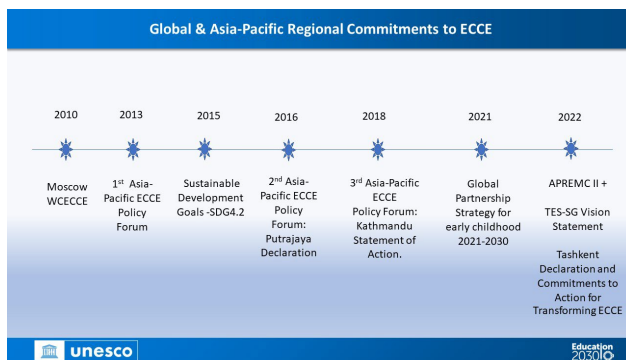 Global & Asia-Pacific Regional Commitments to ECCE
2010
2013
2015
2016
2018
2021
2022
Moscow
WCECCE
1st Asia-
Pacific ECCE
Policy
Forum
Sustainable
Development
Goals -SDG4.2
2nd Asia-
Pacific ECCE
Policy
Forum:
Putrajaya
Declaration
3rd Asia-Pacific
ECCE
Policy Forum:
Kathmandu
Statement of
Action.
Global
Partnership
Strategy for
early childhood
2021-2030
APREMC II +
TES-SG Vision
Statement
Tashkent
Declaration and
Commitments to
Action for
Transforming ECCE
unesco
Education
2030